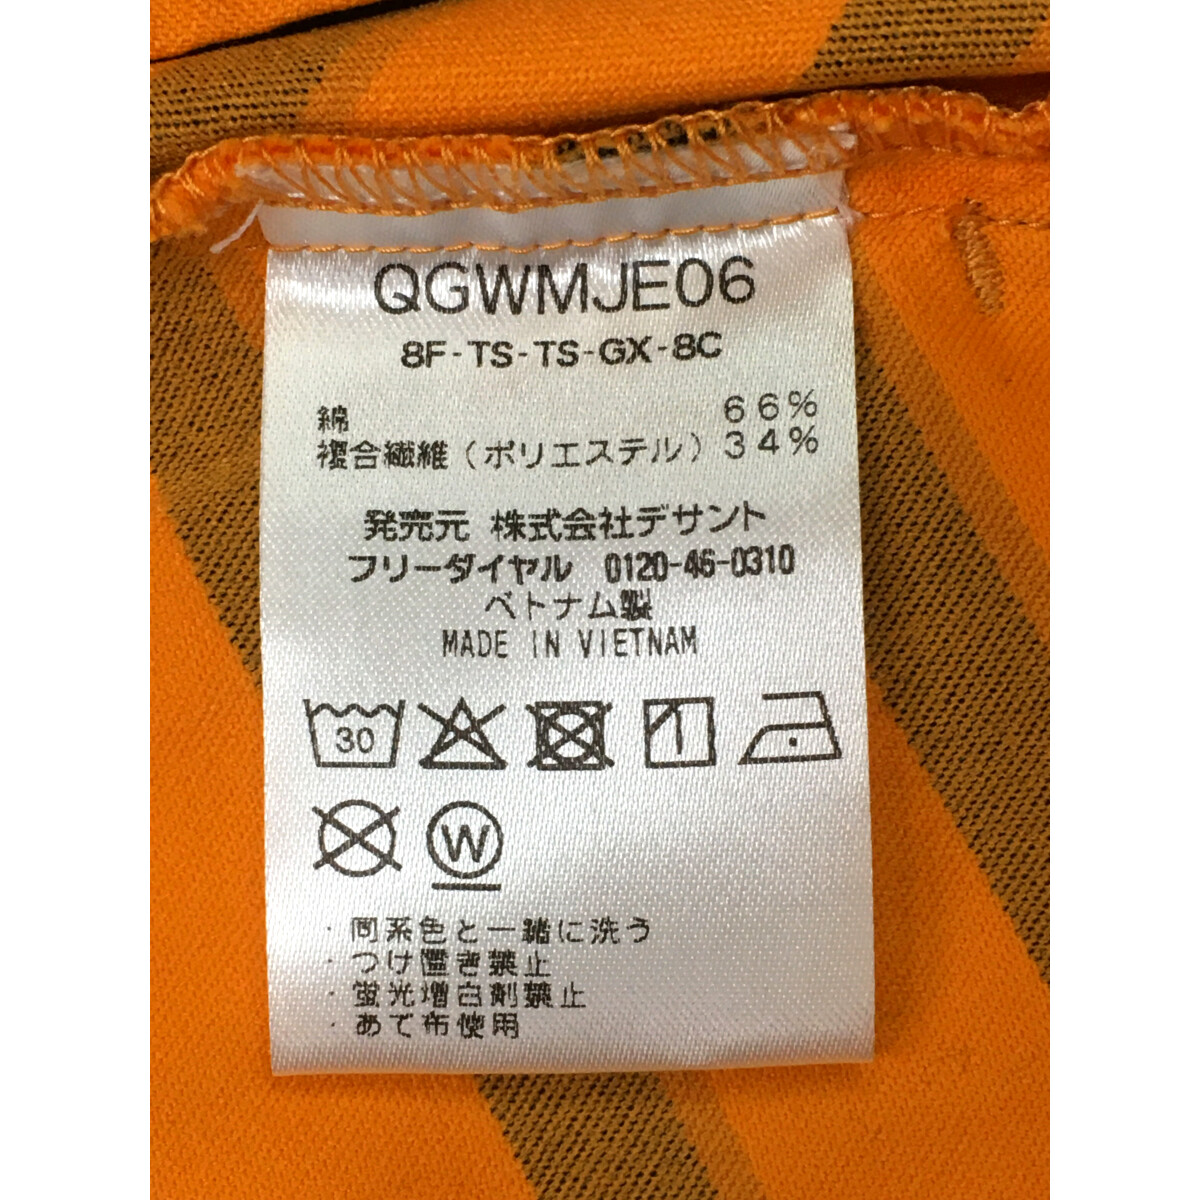 QGWMJE06
8F-TS-TS-GX-8C
綿 66%
複合繊維(ポリエステル) 34%
発売元 株式会社デサント
フリーダイヤル 0120-46-0310
ベトナム製
MADE IN VIETNAM
30
W
・同系色と一緒に洗う
・つけ置き禁止
・蛍光増白剤禁止
・あて布使用